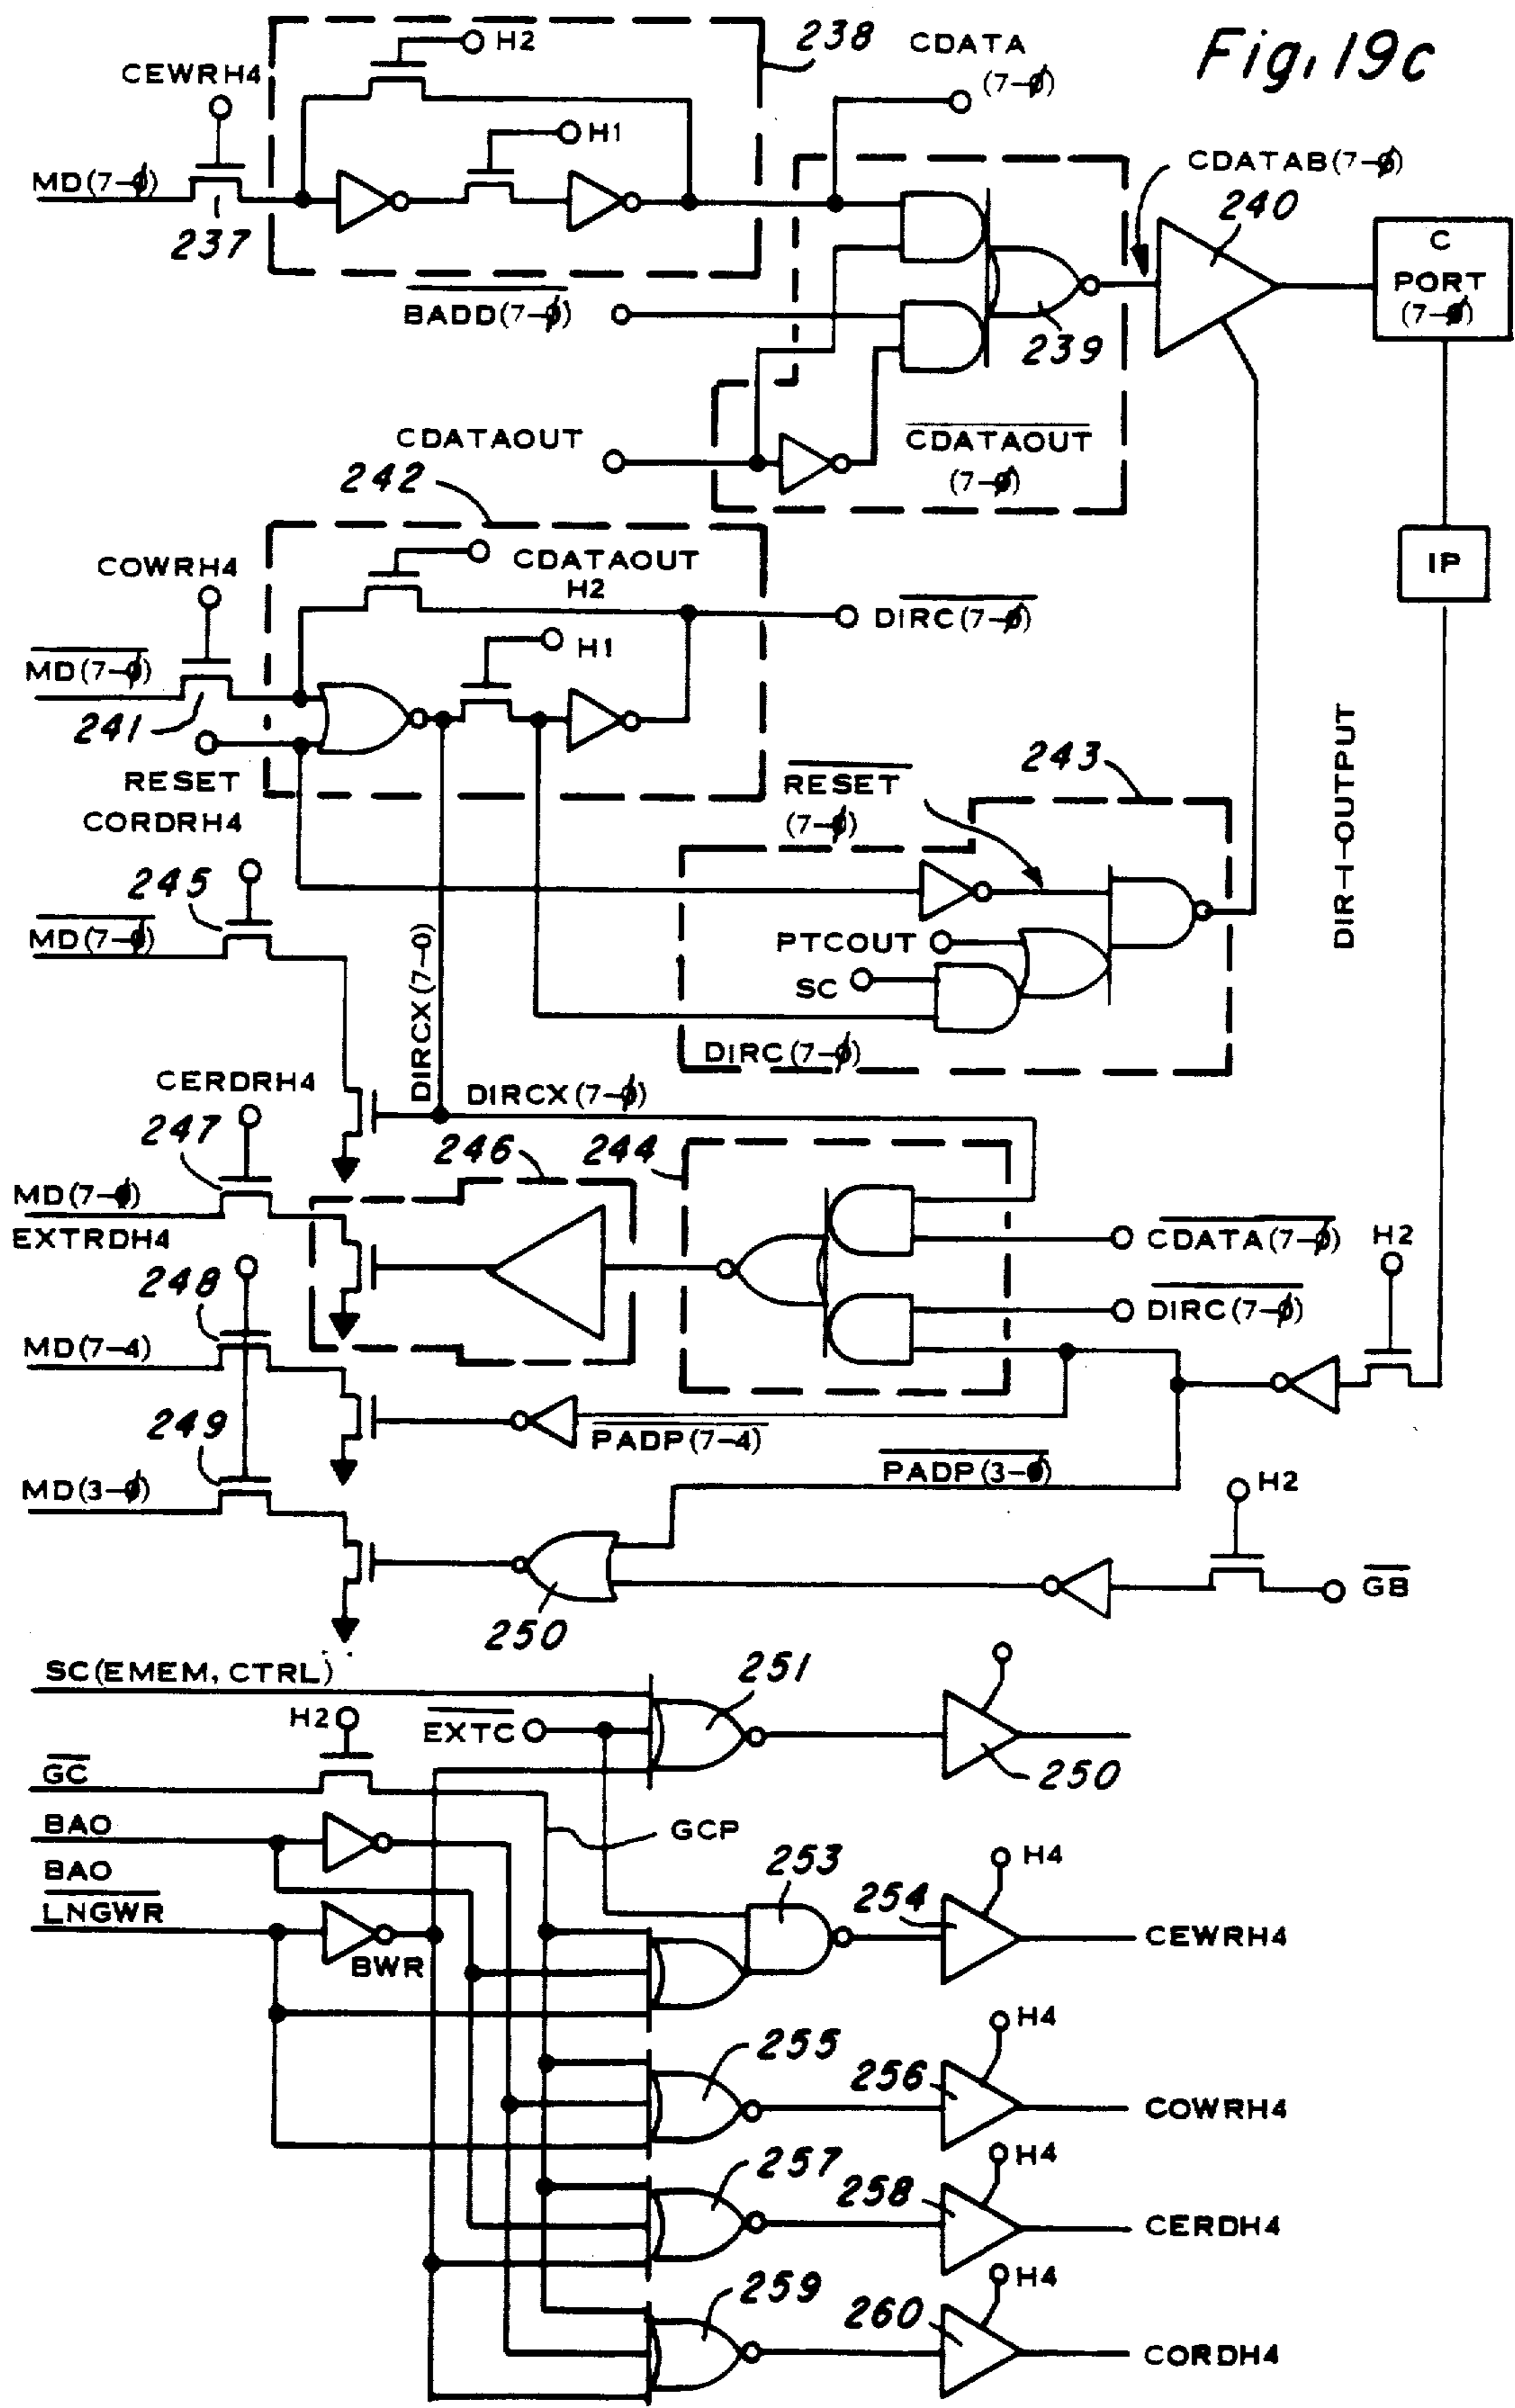 Fig. 19c
H2
238
CDATA
(7-ø)
CEWRH4
H1
MD(7-ø)
237
CDATAB(7-ø)
240
C
PORT
(7-ø)
BADD(7-ø)
239
CDATAOUT
CDATAOUT
(7-ø)
242
IP
COWRH4
CDATAOUT
H2
DIRC(7-ø)
H1
MD(7-ø)
241
RESET
CORDRH4
RESET
(7-ø)
243
DIR-I-OUTPUT
245
MD(7-ø)
PTCOUT
SC
DIRCX(7-0)
DIRC(7-ø)
CERDRH4
DIRCX(7-ø)
247
246
244
MD(7-ø)
EXTRDH4
CDATA(7-ø)
H2
248
DIRC(7-ø)
MD(7-4)
249
PADP(7-4)
PADP(3-ø)
MD(3-ø)
H2
250
GB
SC(EMEM, CTRL)
251
H2
EXTC
GC
250
BAO
GCP
BAO
253
H4
LNGWR
254
CEWRH4
BWR
H4
255
256
COWRH4
H4
257
258
CERDH4
H4
259
260
CORDH4